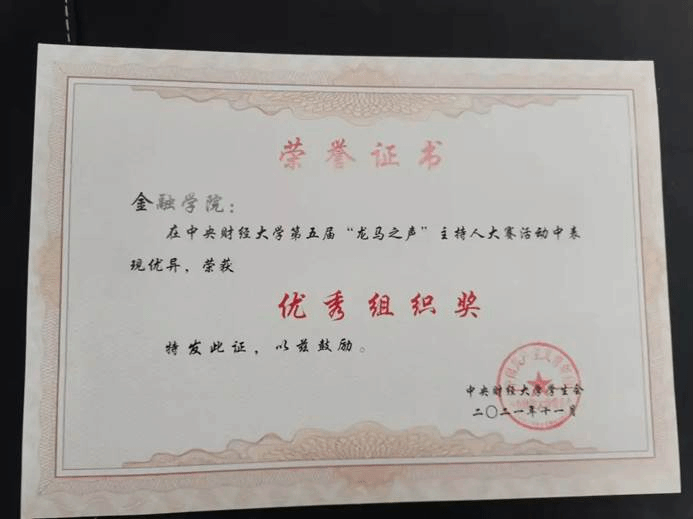 荣誉证书
金融学院：
在中央财经大学第五届“龙马之声”主持人大赛活动中表
现优异，荣获
优秀组织奖
特发此证，以兹鼓励。
中央财经大学学生会
二〇二一年十一月